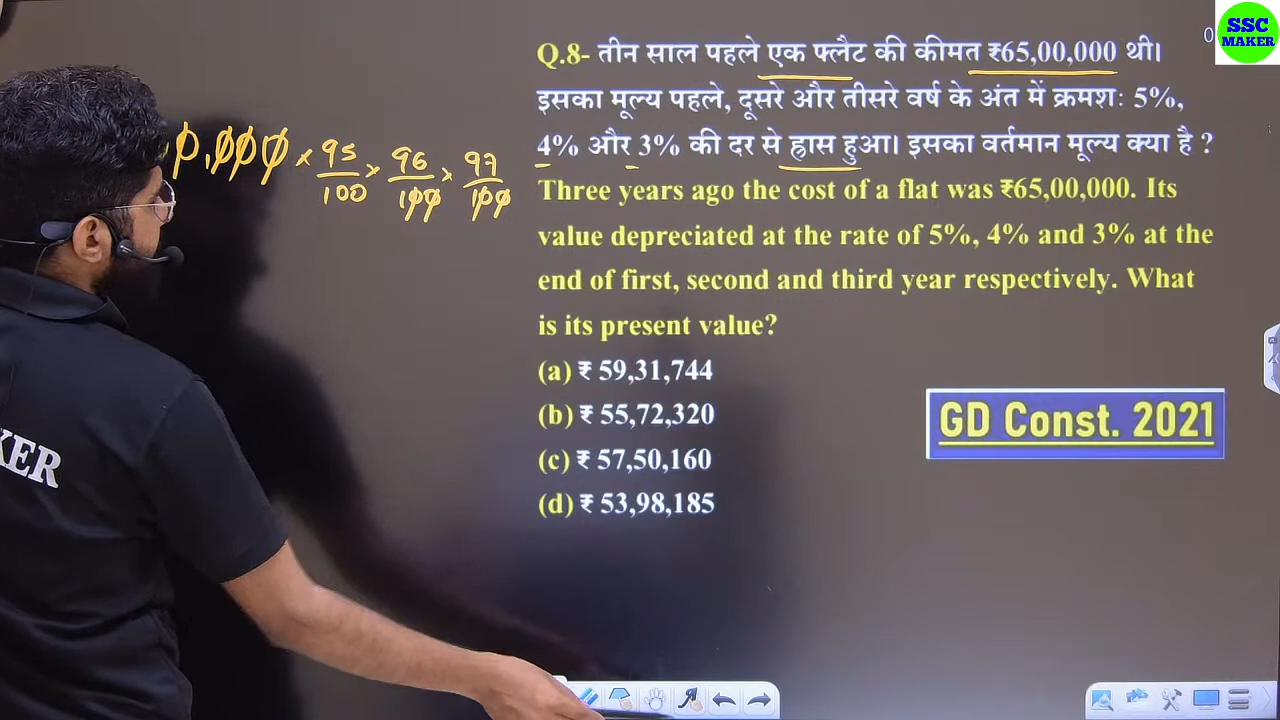 SSC
MAKER
Q.8- तीन साल पहले एक फ्लैट की कीमत ₹65,00,000 थी।
इसका मूल्य पहले, दूसरे और तीसरे वर्ष के अंत में क्रमशः 5%,
4% और 3% की दर से ह्रास हुआ। इसका वर्तमान मूल्य क्या है ?
Three years ago the cost of a flat was ₹65,00,000. Its
value depreciated at the rate of 5%, 4% and 3% at the
end of first, second and third year respectively. What
is its present value?
(a) ₹ 59,31,744
(b) ₹ 55,72,320
(c) ₹ 57,50,160
(d) ₹ 53,98,185
GD Const. 2021
0,000 × 95/100 × 96/100 × 97/100
KER